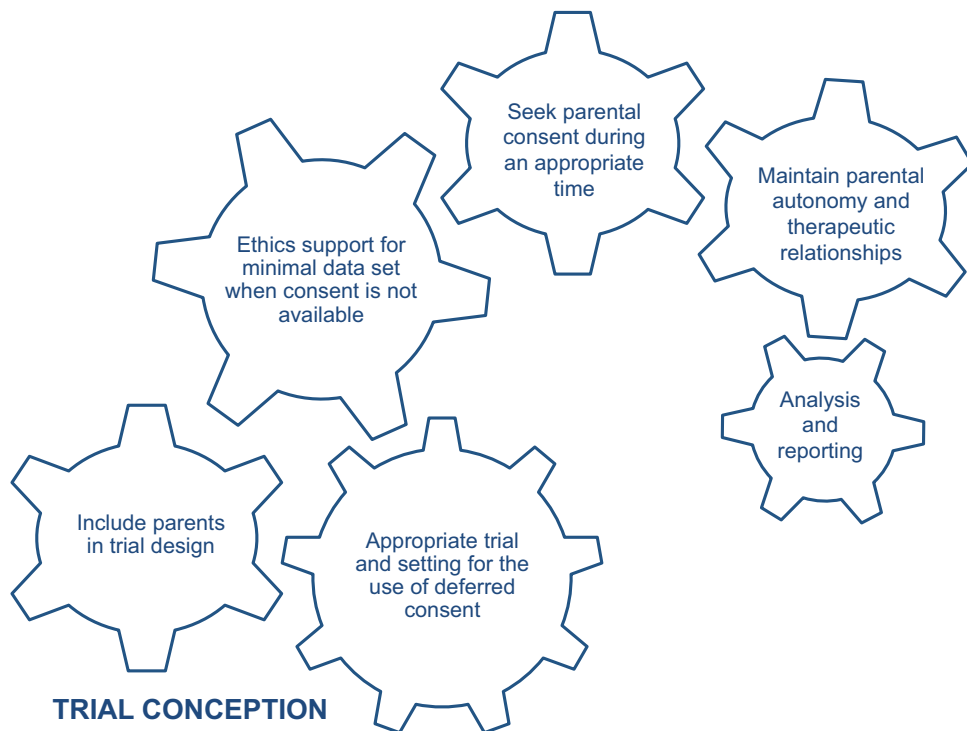 Seek parental
consent during
an appropriate
time
Maintain parental
autonomy and
therapeutic
relationships
Ethics support for
minimal data set
when consent is not
available
Analysis
and
reporting
Include parents
in trial design
Appropriate trial
and setting for the
use of deferred
consent
TRIAL CONCEPTION